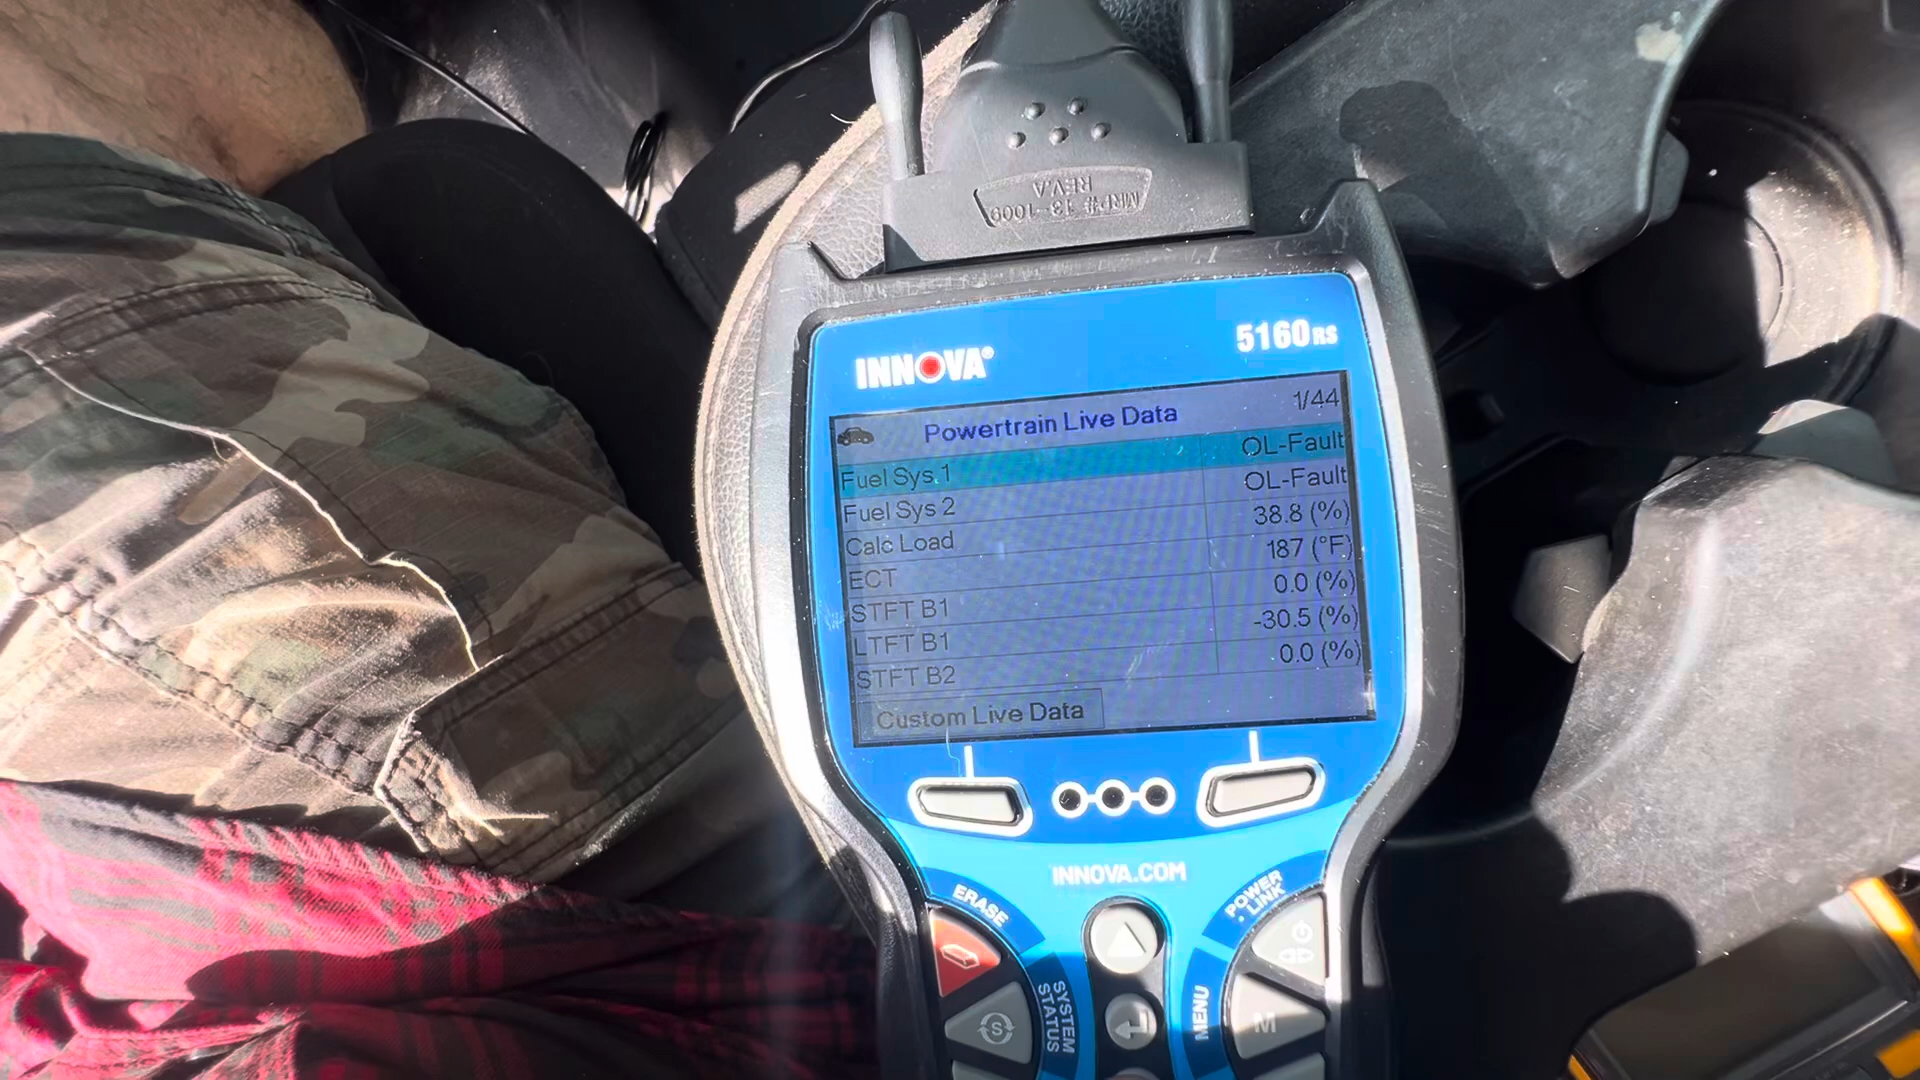 MRP# 13-1009
REV.A
INNOVA®
5160RS
Powertrain Live Data 1/44
Fuel Sys 1 OL-Fault
Fuel Sys 2 OL-Fault
Calc Load 38.8 (%)
ECT 187 (°F)
STFT B1 0.0 (%)
LTFT B1 -30.5 (%)
STFT B2 0.0 (%)
Custom Live Data
INNOVA.COM
ERASE
POWER
LINK
S
SYSTEM
STATUS
MENU
M